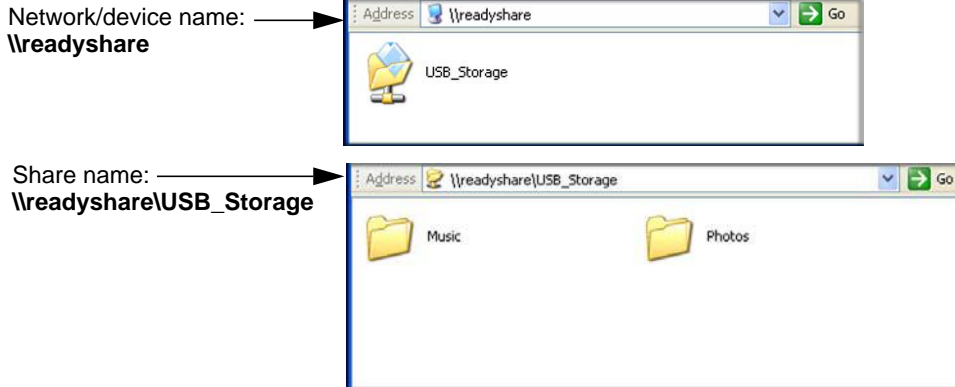 Network/device name:
\\readyshare
Address \\readyshare Go
USB_Storage
Share name:
\\readyshare\USB_Storage
Address \\readyshare\USB_Storage Go
Music Photos